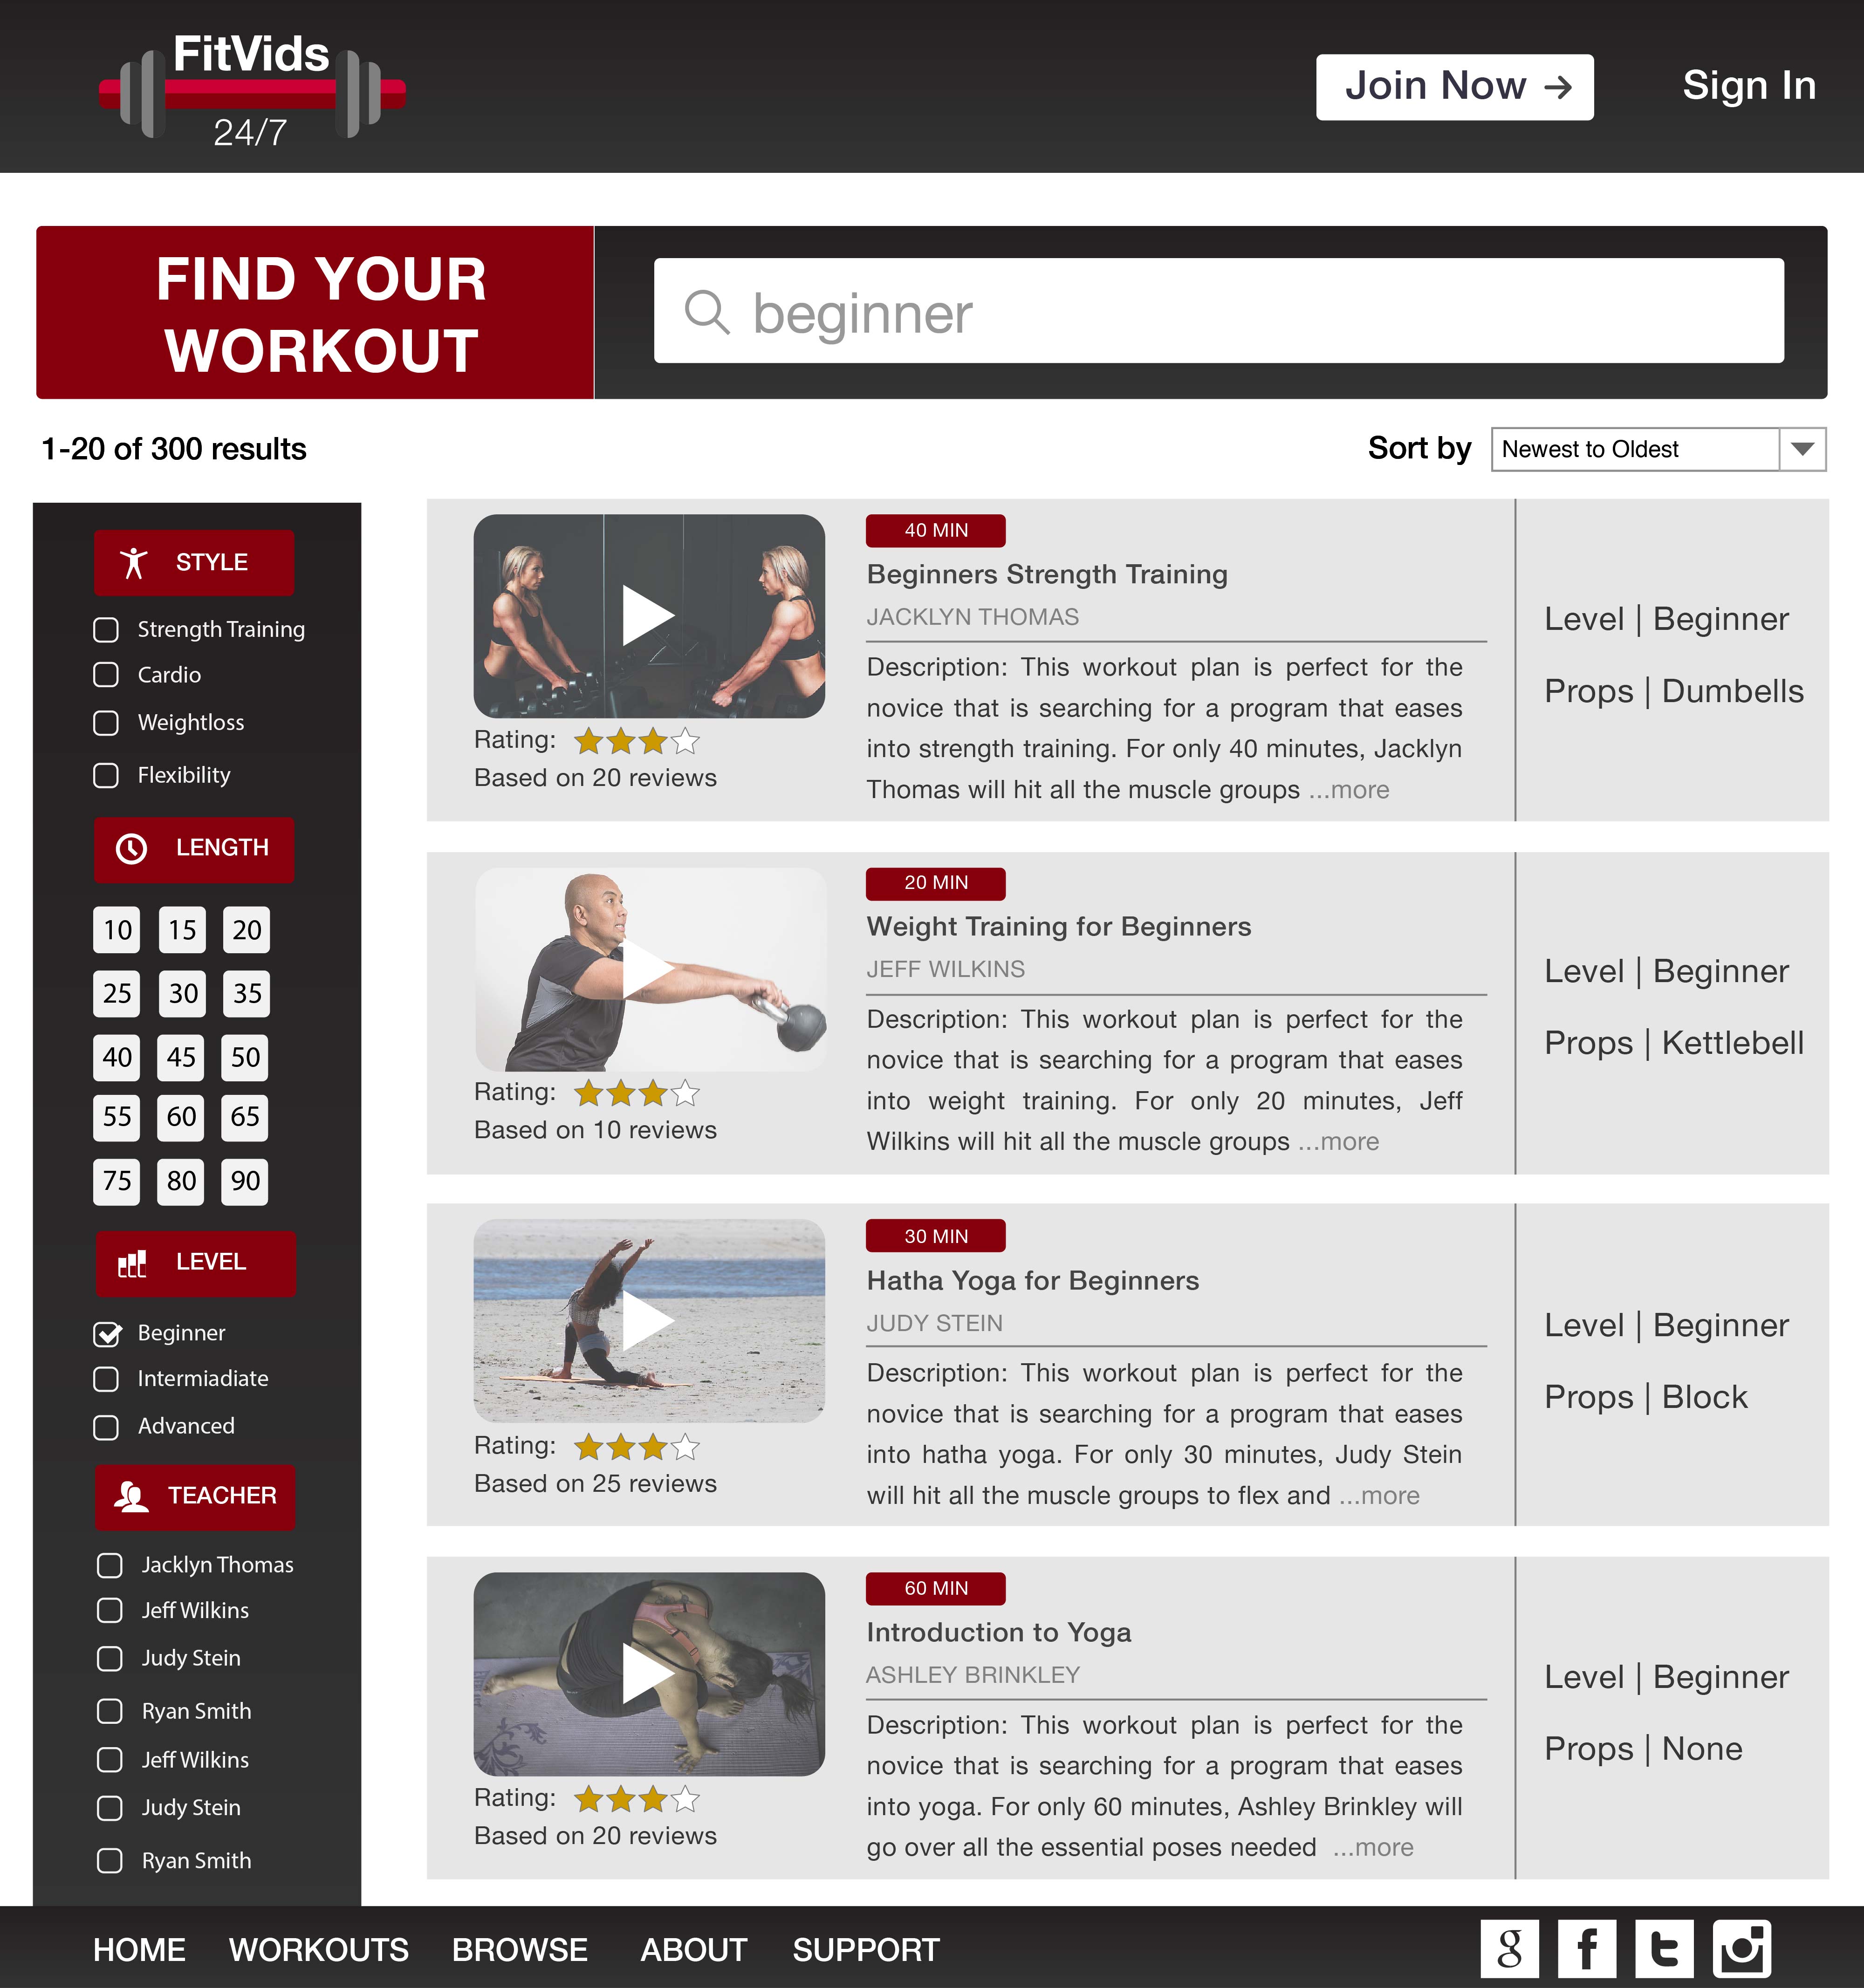 FitVids
24/7
Join Now
Sign In
FIND YOUR
WORKOUT
beginner
1-20 of 300 results
Sort by
Newest to Oldest
STYLE
Strength Training
Cardio
Weightloss
Flexibility
LENGTH
10 15 20
25 30 35
40 45 50
55 60 65
75 80 90
LEVEL
Beginner
Intermiadiate
Advanced
TEACHER
Jacklyn Thomas
Jeff Wilkins
Judy Stein
Ryan Smith
Jeff Wilkins
Judy Stein
Ryan Smith
40 MIN
Beginners Strength Training
JACKLYN THOMAS
Description: This workout plan is perfect for the
novice that is searching for a program that eases
into strength training. For only 40 minutes, Jacklyn
Thomas will hit all the muscle groups ...more
Rating:
Based on 20 reviews
Level | Beginner
Props | Dumbells
20 MIN
Weight Training for Beginners
JEFF WILKINS
Description: This workout plan is perfect for the
novice that is searching for a program that eases
into weight training. For only 20 minutes, Jeff
Wilkins will hit all the muscle groups ...more
Rating:
Based on 10 reviews
Level | Beginner
Props | Kettlebell
30 MIN
Hatha Yoga for Beginners
JUDY STEIN
Description: This workout plan is perfect for the
novice that is searching for a program that eases
into hatha yoga. For only 30 minutes, Judy Stein
will hit all the muscle groups to flex and ...more
Rating:
Based on 25 reviews
Level | Beginner
Props | Block
60 MIN
Introduction to Yoga
ASHLEY BRINKLEY
Description: This workout plan is perfect for the
novice that is searching for a program that eases
into yoga. For only 60 minutes, Ashley Brinkley will
go over all the essential poses needed ...more
Rating:
Based on 20 reviews
Level | Beginner
Props | None
HOME WORKOUTS BROWSE ABOUT SUPPORT
g f t